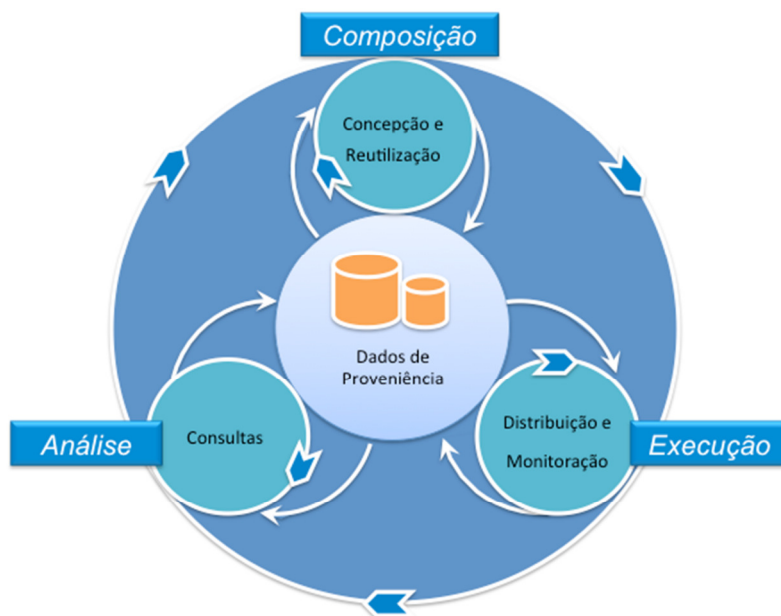 Composição
Concepção e
Reutilização
Dados de
Proveniência
Análise
Consultas
Distribuição e
Monitoração
Execução